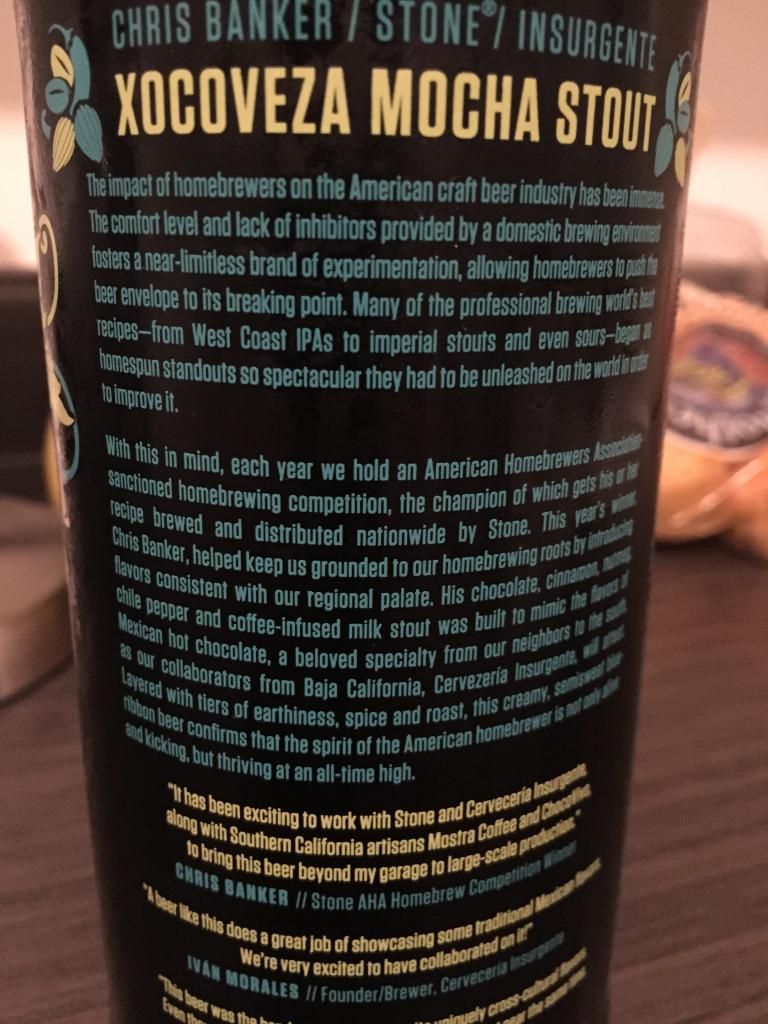 CHRIS BANKER / STONE® / INSURGENTE
XOCOVEZA MOCHA STOUT
The impact of homebrewers on the American craft beer industry has been immense.
The comfort level and lack of inhibitors provided by a domestic brewing environment
fosters a near-limitless brand of experimentation, allowing homebrewers to push the
beer envelope to its breaking point. Many of the professional brewing world's best
recipes—from West Coast IPAs to imperial stouts and even sours—began as
homespun standouts so spectacular they had to be unleashed on the world in order
to improve it.
With this in mind, each year we hold an American Homebrewers Association-
sanctioned homebrewing competition, the champion of which gets his or her
recipe brewed and distributed nationwide by Stone. This year's winner,
Chris Banker, helped keep us grounded to our homebrewing roots by introducing
flavors consistent with our regional palate. His chocolate, cinnamon, nutmeg,
chile pepper and coffee-infused milk stout was built to mimic the flavors of
Mexican hot chocolate, a beloved specialty from our neighbors to the south,
as our collaborators from Baja California, Cervezería Insurgente, will attest.
Layered with tiers of earthiness, spice and roast, this creamy, semisweet blue-
ribbon beer confirms that the spirit of the American homebrewer is not only alive
and kicking, but thriving at an all-time high.
"It has been exciting to work with Stone and Cervecería Insurgente,
along with Southern California artisans Mostra Coffee and ChocoVivo,
to bring this beer beyond my garage to large-scale production."
CHRIS BANKER // Stone AHA Homebrew Competition Winner
"A beer like this does a great job of showcasing some traditional Mexican flavors.
We're very excited to have collaborated on it!"
IVÁN MORALES // Founder/Brewer, Cervecería Insurgente
"This beer was the uniquely cross-cultural
Even near the same